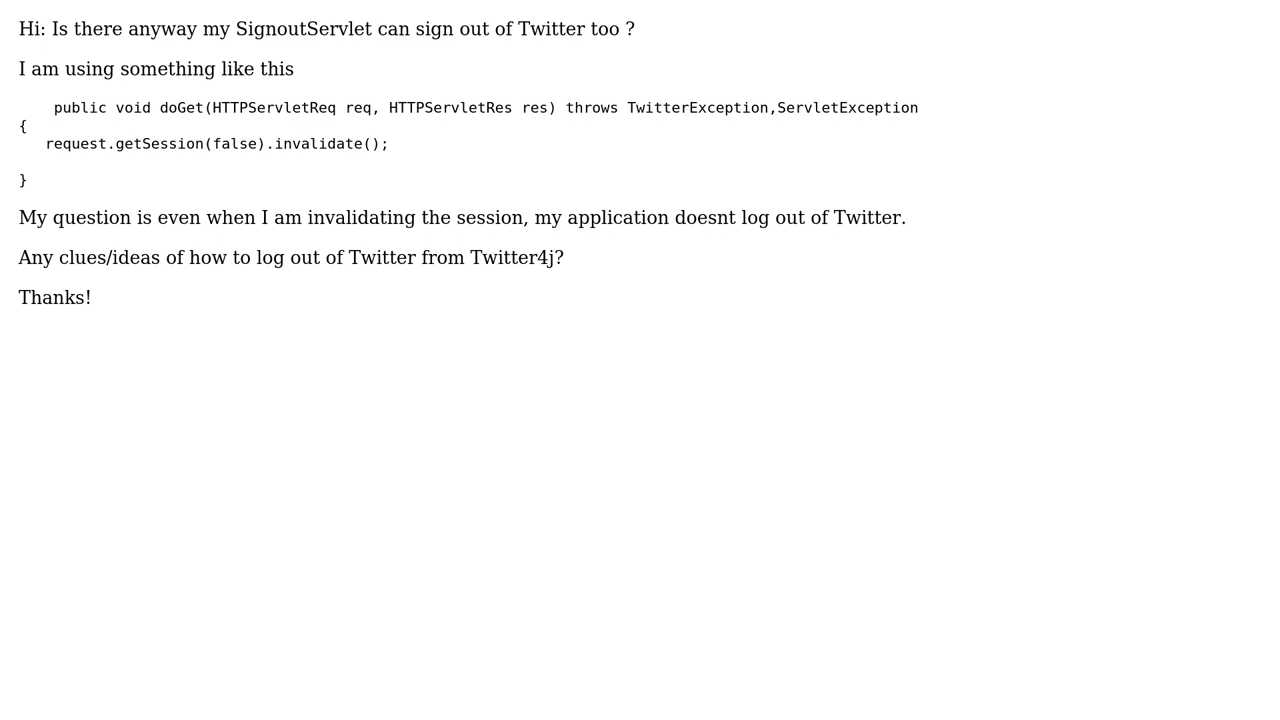 Hi: Is there anyway my SignoutServlet can sign out of Twitter too ?
I am using something like this
public void doGet(HTTPServletReq req, HTTPServletRes res) throws TwitterException,ServletException
{
request.getSession(false).invalidate();
}
My question is even when I am invalidating the session, my application doesnt log out of Twitter.
Any clues/ideas of how to log out of Twitter from Twitter4j?
Thanks!